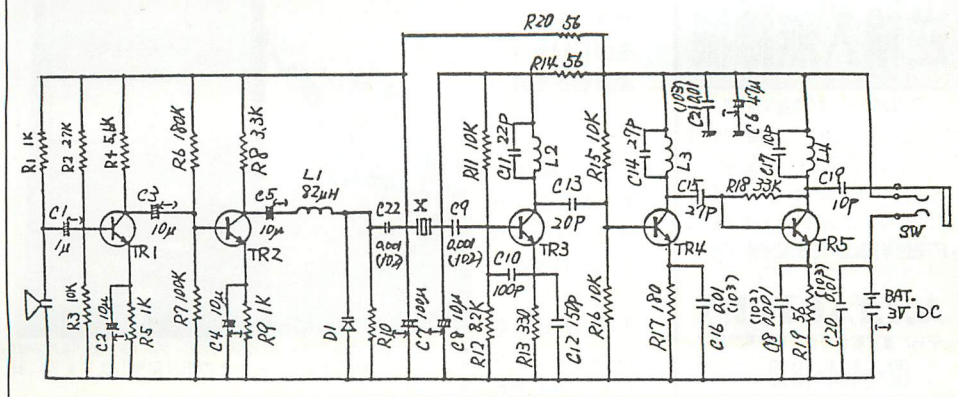 R20 56
R14 56
R1 1K
R2 27K
R4 5.6K
R6 180K
R8 3.3K
C1
1μ
C3
10μ
C5
10μ
L1
82μH
TR1
TR2
R3 10K
C2 10μ
R5 1K
R7 100K
C4 10μ
R9 1K
D1
C22
0.001
(102)
X
C9
0.001
(102)
R10
C7 100μ
C8 10μ
R11 10K
C11 22P
L2
C13
20P
TR3
C10
100P
R12 8.2K
R13 330
C12 15P
R15 10K
R16 10K
C14 27P
L3
C15
27P
R18 33K
TR4
R17 180
C16 0.01
(103)
C21 0.01
(103)
C6 47μ
C17 10P
L4
C19
10P
TR5
C18 0.001
(102)
R19 56
C20 0.01
(103)
SW
BAT.
3V DC